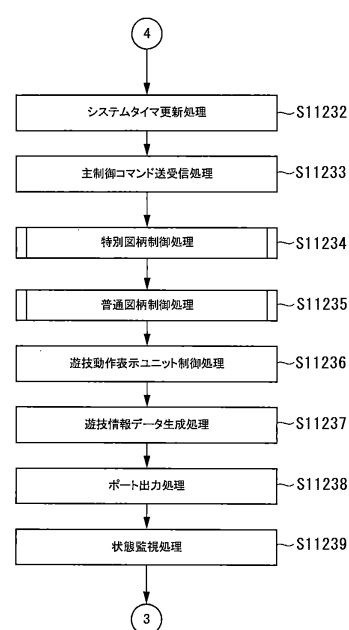 4
システムタイマ更新処理 S11232
主制御コマンド送受信処理 S11233
特別図柄制御処理 S11234
普通図柄制御処理 S11235
遊技動作表示ユニット制御処理 S11236
遊技情報データ生成処理 S11237
ポート出力処理 S11238
状態監視処理 S11239
3